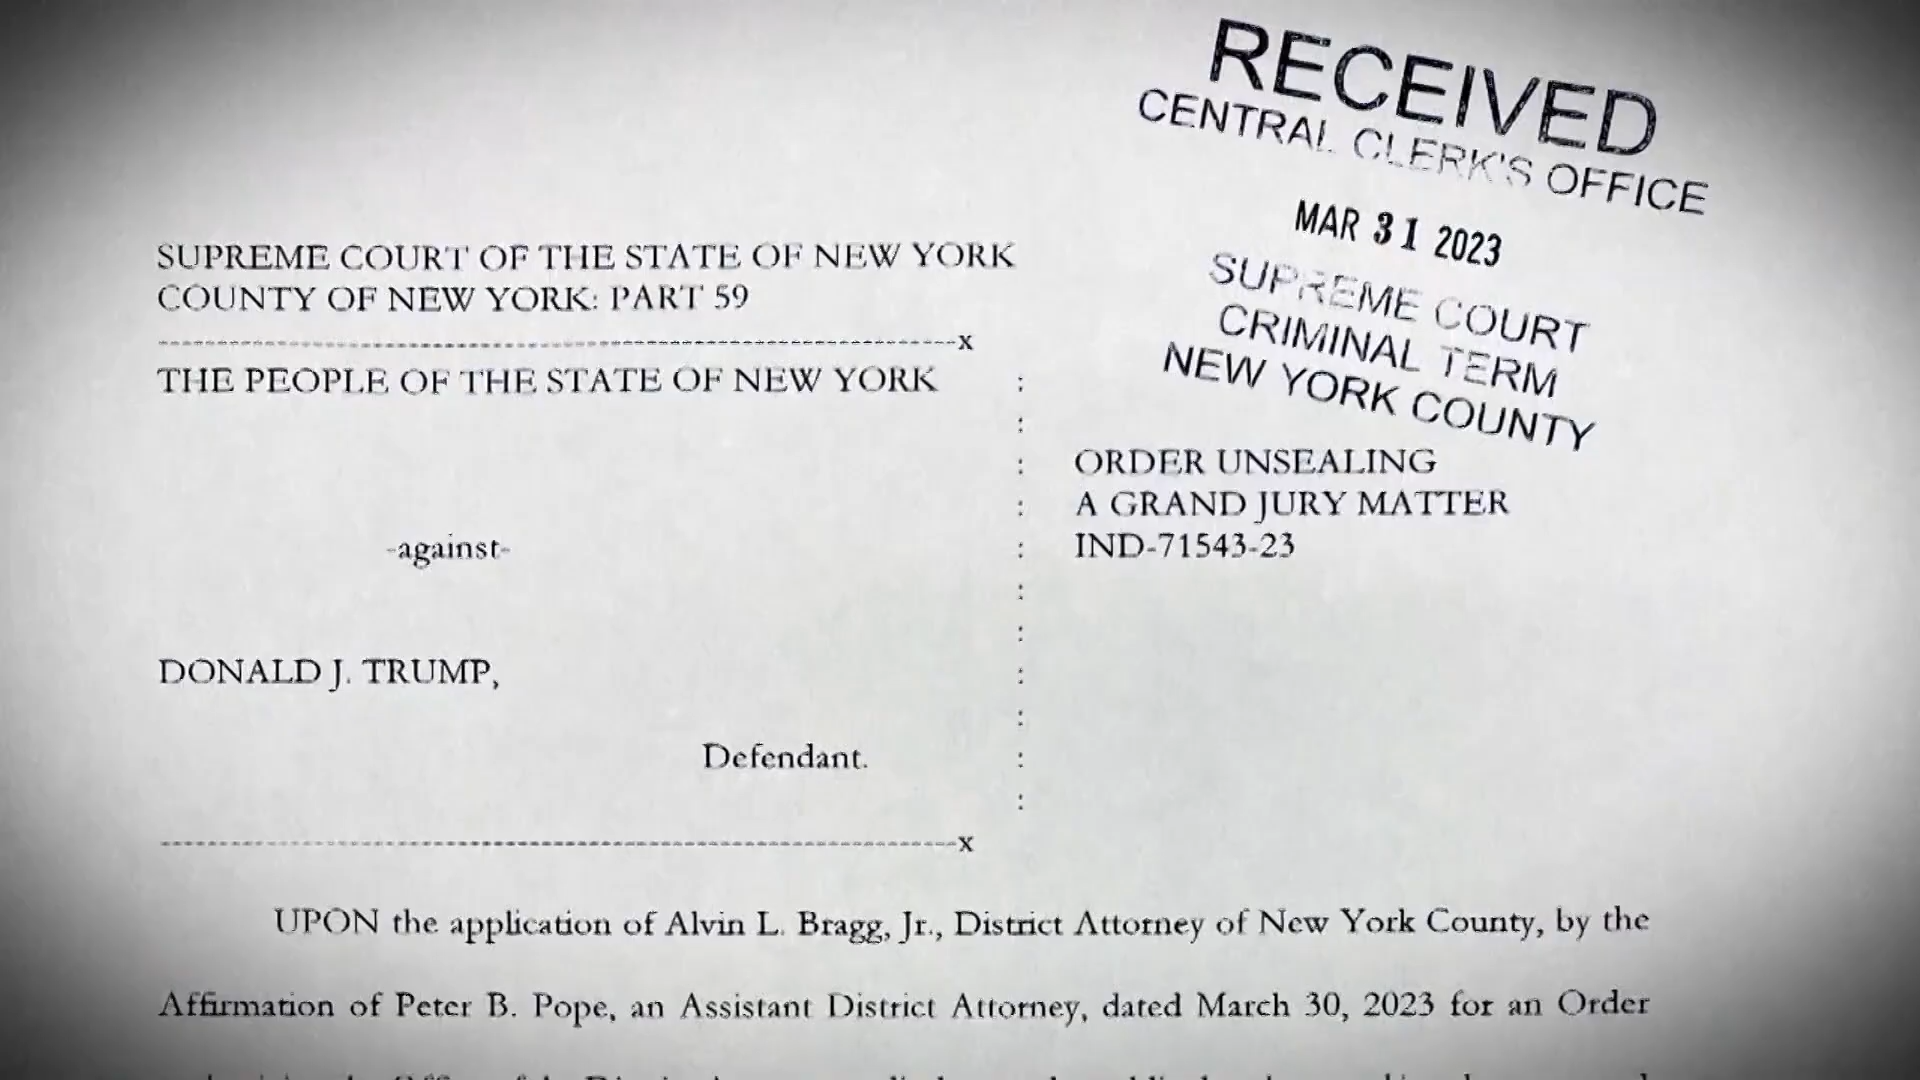 RECEIVED
CENTRAL CLERK'S OFFICE
MAR 31 2023
SUPREME COURT
CRIMINAL TERM
NEW YORK COUNTY
SUPREME COURT OF THE STATE OF NEW YORK
COUNTY OF NEW YORK: PART 59
-----------------------------------------------------------------------x
THE PEOPLE OF THE STATE OF NEW YORK
-against-
DONALD J. TRUMP,
Defendant.
-----------------------------------------------------------------------x
ORDER UNSEALING
A GRAND JURY MATTER
IND-71543-23
UPON the application of Alvin L. Bragg, Jr., District Attorney of New York County, by the
Affirmation of Peter B. Pope, an Assistant District Attorney, dated March 30, 2023 for an Order